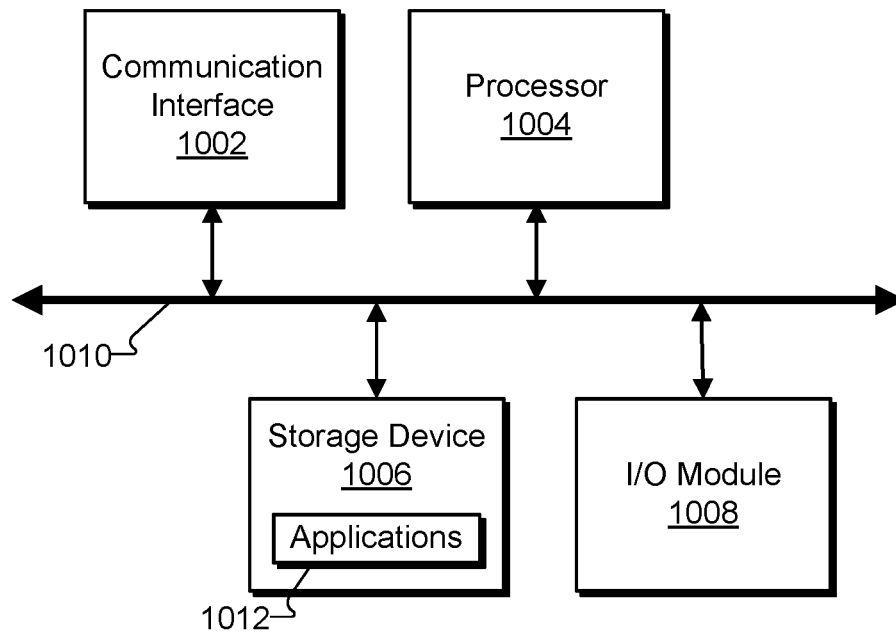 Communication
Interface
1002
Processor
1004
1010
Storage Device
1006
Applications
1012
I/O Module
1008